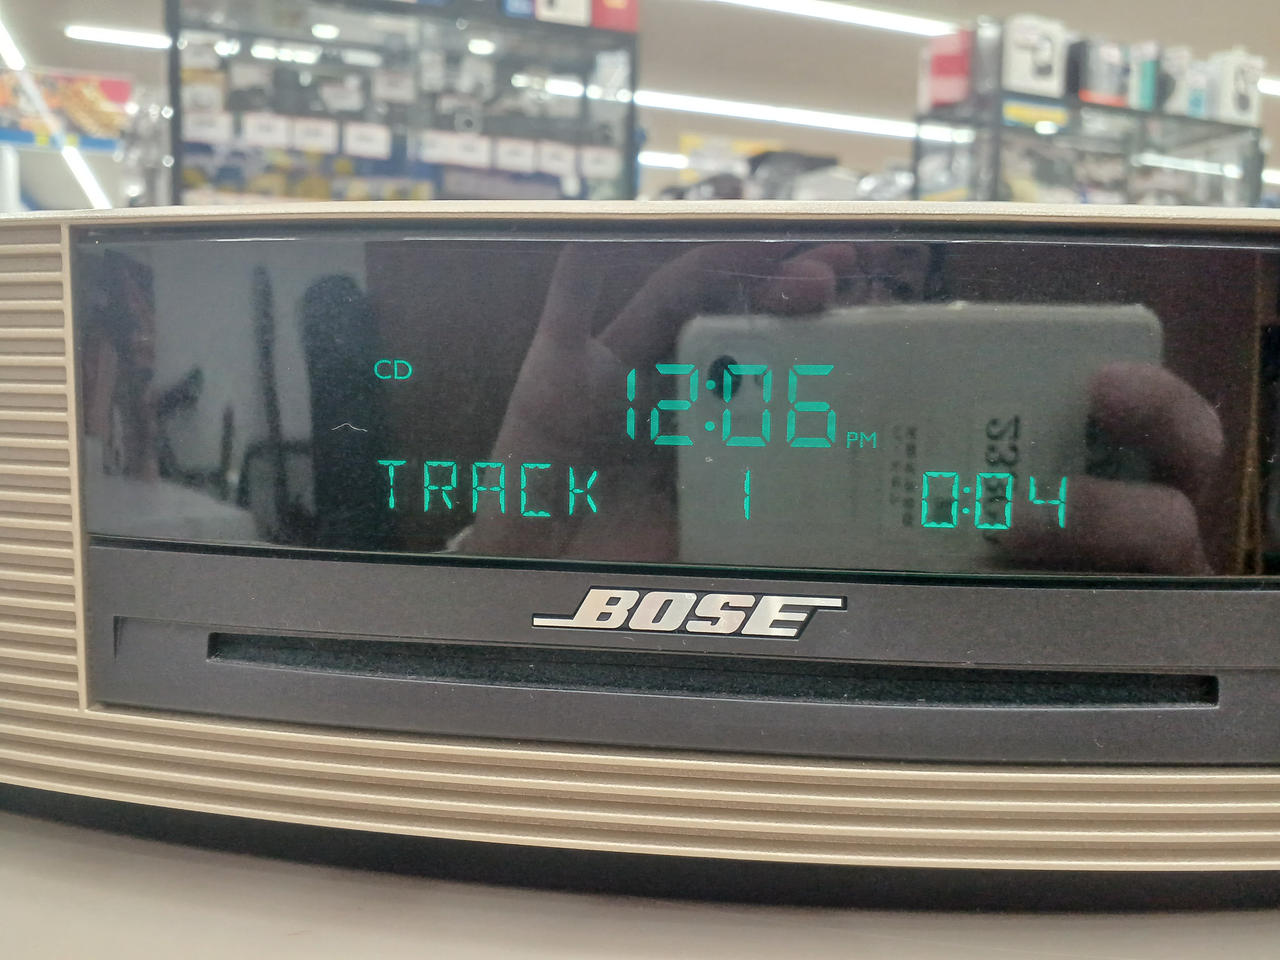 CD
12:06 PM
TRACK 1 0:04
BOSE